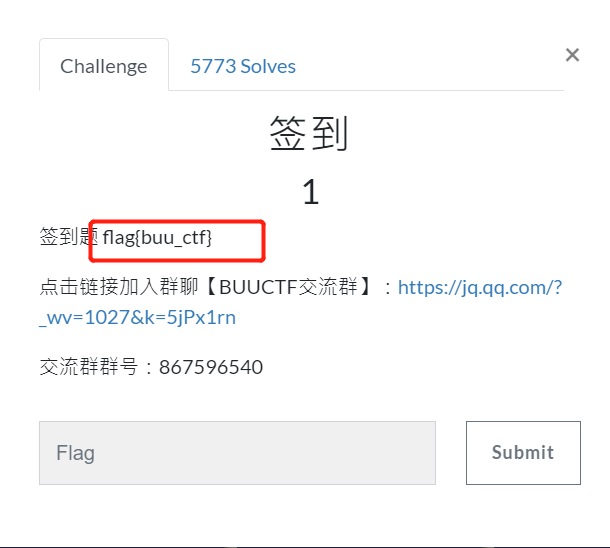 Challenge
5773 Solves
×
签到
1
签到题 flag{buu_ctf}
点击链接加入群聊【BUUCTF交流群】：https://jq.qq.com/?
_wv=1027&k=5jPx1rn
交流群群号：867596540
Flag
Submit